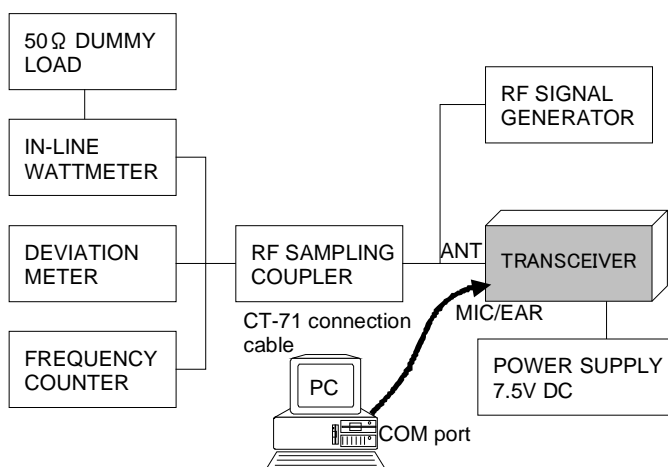 50Ω DUMMY
LOAD
RF SIGNAL
GENERATOR
IN-LINE
WATTMETER
DEVIATION
METER
RF SAMPLING
COUPLER
ANT
TRANSCEIVER
MIC/EAR
CT-71 connection
cable
FREQUENCY
COUNTER
PC
COM port
POWER SUPPLY
7.5V DC